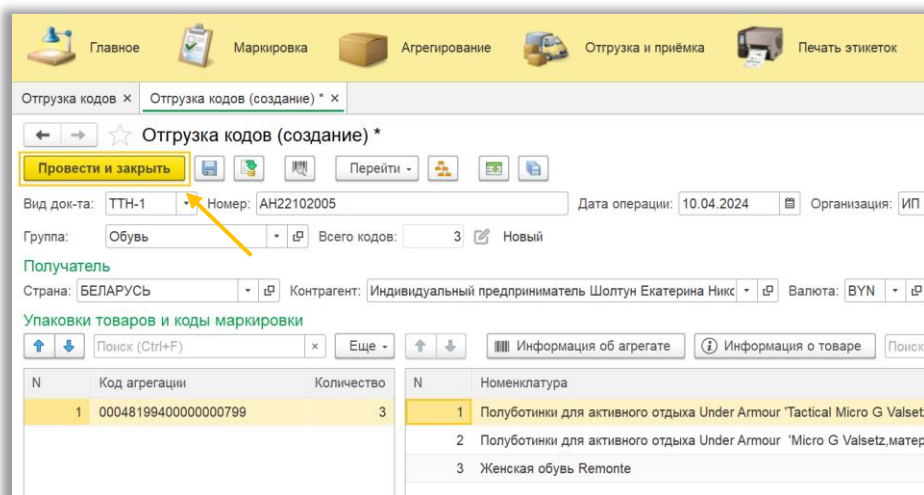 Главное Маркировка Агрегирование Отгрузка и приёмка Печать этикеток
Отгрузка кодов × Отгрузка кодов (создание) * ×
Отгрузка кодов (создание) *
Провести и закрыть Перейти
Вид док-та: ТТН-1 Номер: АН22102005 Дата операции: 10.04.2024 Организация: ИП
Группа: Обувь Всего кодов: 3 Новый
Получатель
Страна: БЕЛАРУСЬ Контрагент: Индивидуальный предприниматель Шолтун Екатерина Никс Валюта: BYN
Упаковки товаров и коды маркировки
Поиск (Ctrl+F) × Еще Информация об агрегате Информация о товаре Поиск
N Код агрегации Количество N Номенклатура
1 00048199400000000799 3 1 Полуботинки для активного отдыха Under Armour 'Tactical Micro G Valset
2 Полуботинки для активного отдыха Under Armour 'Micro G Valsetz,матер
3 Женская обувь Remonte